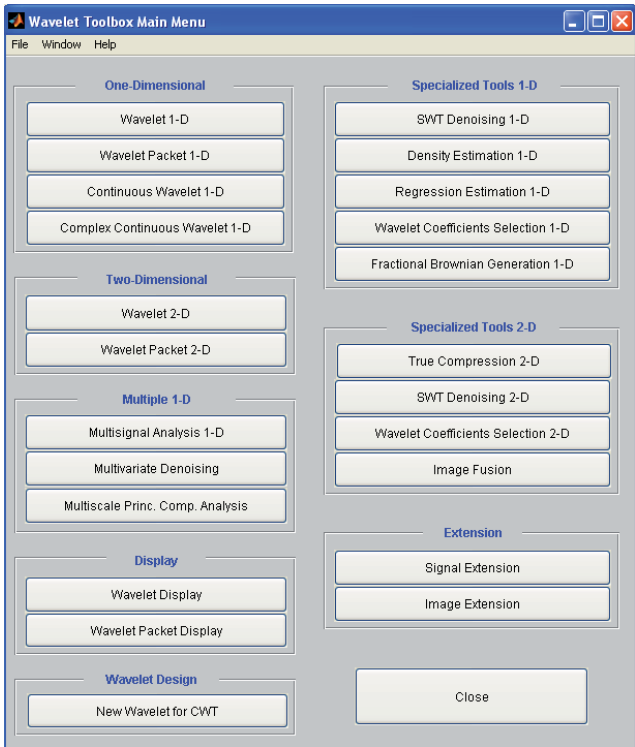 Wavelet Toolbox Main Menu
File Window Help
One-Dimensional
Wavelet 1-D
Wavelet Packet 1-D
Continuous Wavelet 1-D
Complex Continuous Wavelet 1-D
Two-Dimensional
Wavelet 2-D
Wavelet Packet 2-D
Multiple 1-D
Multisignal Analysis 1-D
Multivariate Denoising
Multiscale Princ. Comp. Analysis
Display
Wavelet Display
Wavelet Packet Display
Wavelet Design
New Wavelet for CWT
Specialized Tools 1-D
SWT Denoising 1-D
Density Estimation 1-D
Regression Estimation 1-D
Wavelet Coefficients Selection 1-D
Fractional Brownian Generation 1-D
Specialized Tools 2-D
True Compression 2-D
SWT Denoising 2-D
Wavelet Coefficients Selection 2-D
Image Fusion
Extension
Signal Extension
Image Extension
Close